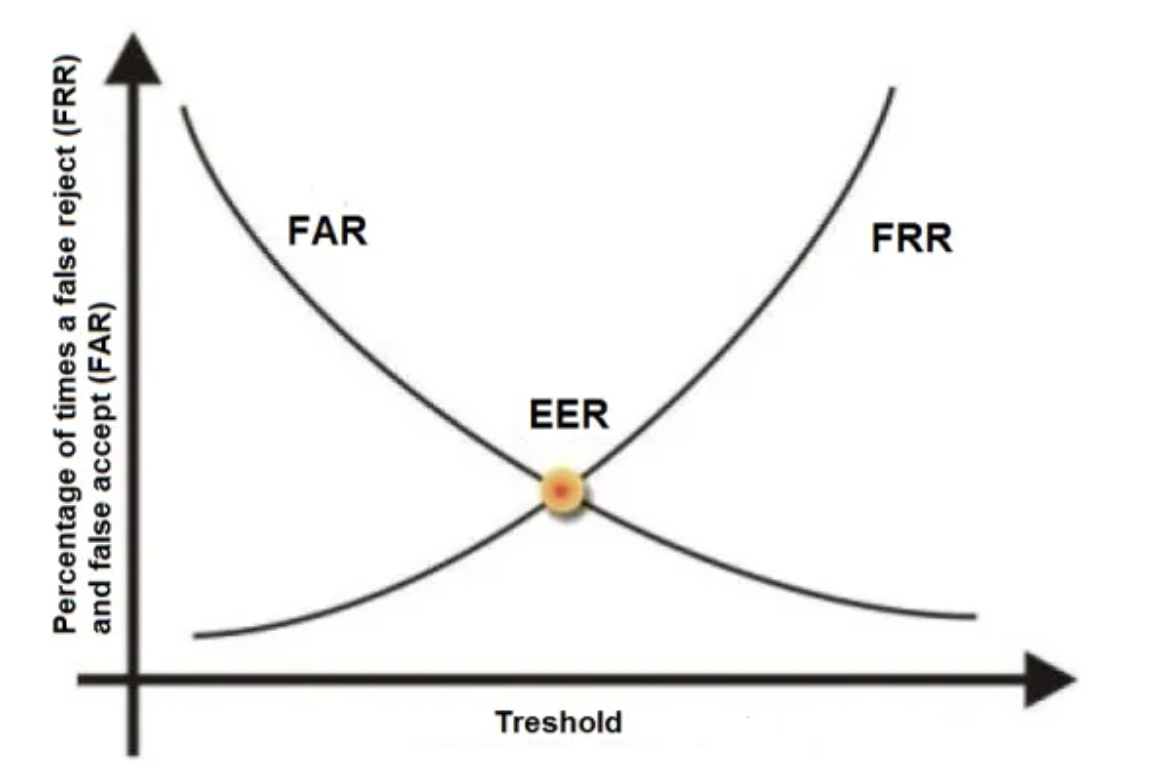 Percentage of times a false reject (FRR)
and false accept (FAR)
FAR
FRR
EER
Treshold